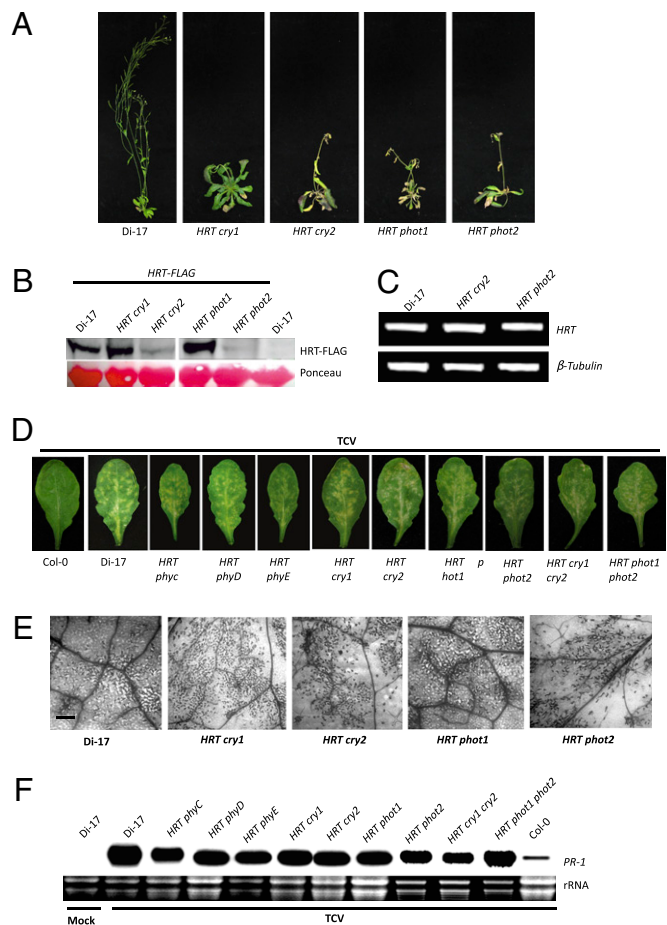 A
Di-17
HRT cry1
HRT cry2
HRT phot1
HRT phot2
B
HRT-FLAG
Di-17
HRT cry1
HRT cry2
HRT phot1
HRT phot2
Di-17
HRT-FLAG
Ponceau
C
Di-17
HRT cry2
HRT phot2
HRT
β-Tubulin
D
TCV
Col-0
Di-17
HRT
phyc
HRT
phyD
HRT
phyE
HRT
cry1
HRT
cry2
HRT
hot1 p
HRT
phot2
HRT cry1
cry2
HRT phot1
phot2
E
Di-17
HRT cry1
HRT cry2
HRT phot1
HRT phot2
F
Di-17
Di-17
HRT phyC
HRT phyD
HRT phyE
HRT cry1
HRT cry2
HRT phot1
HRT phot2
HRT cry1 cry2
HRT phot1 phot2
Col-0
PR-1
rRNA
Mock
TCV